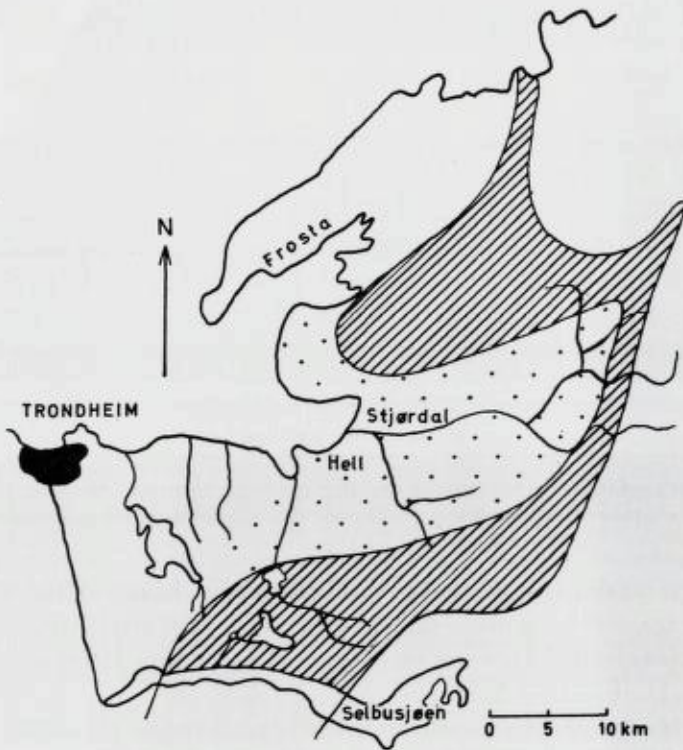 N
Frosta
TRONDHEIM
Stjørdal
Hell
Selbusjøen
0 5 10 km